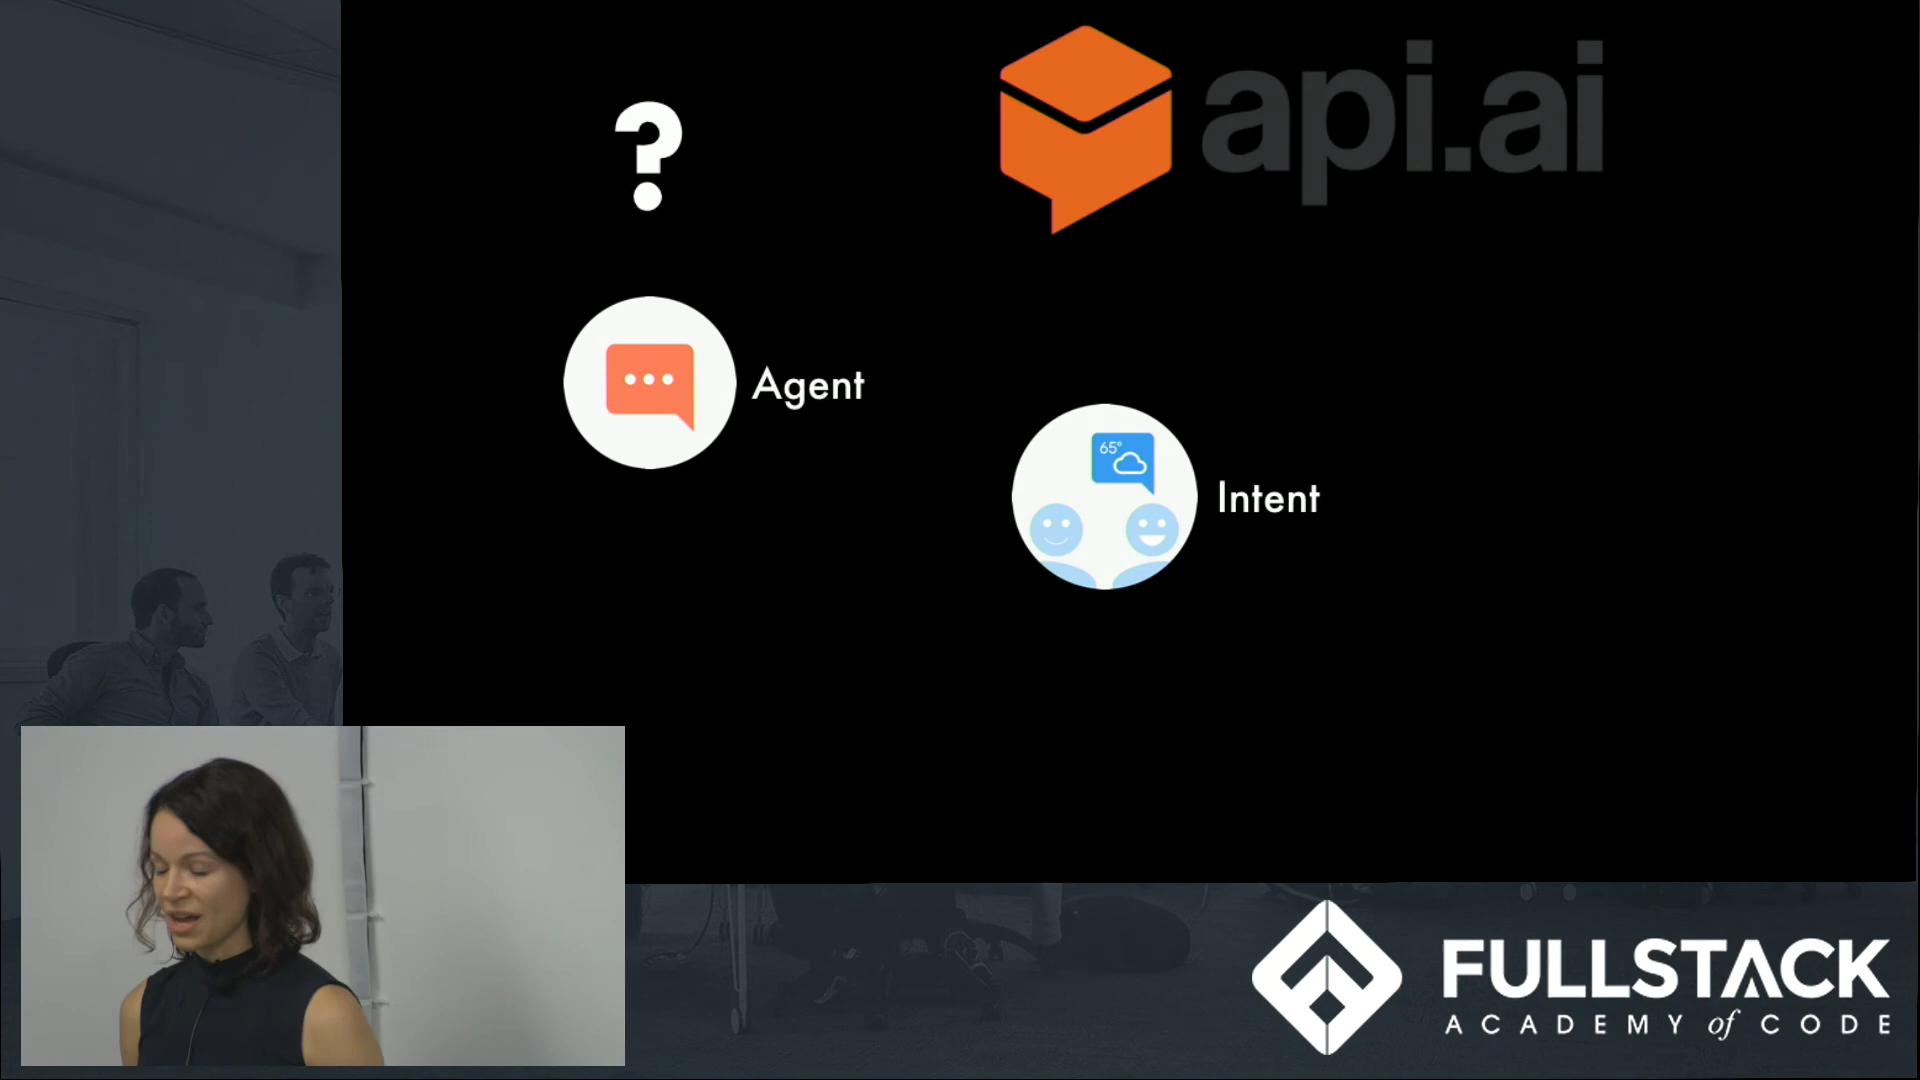 ?
api.ai
Agent
65°
Intent
FULLSTACK
ACADEMY of CODE